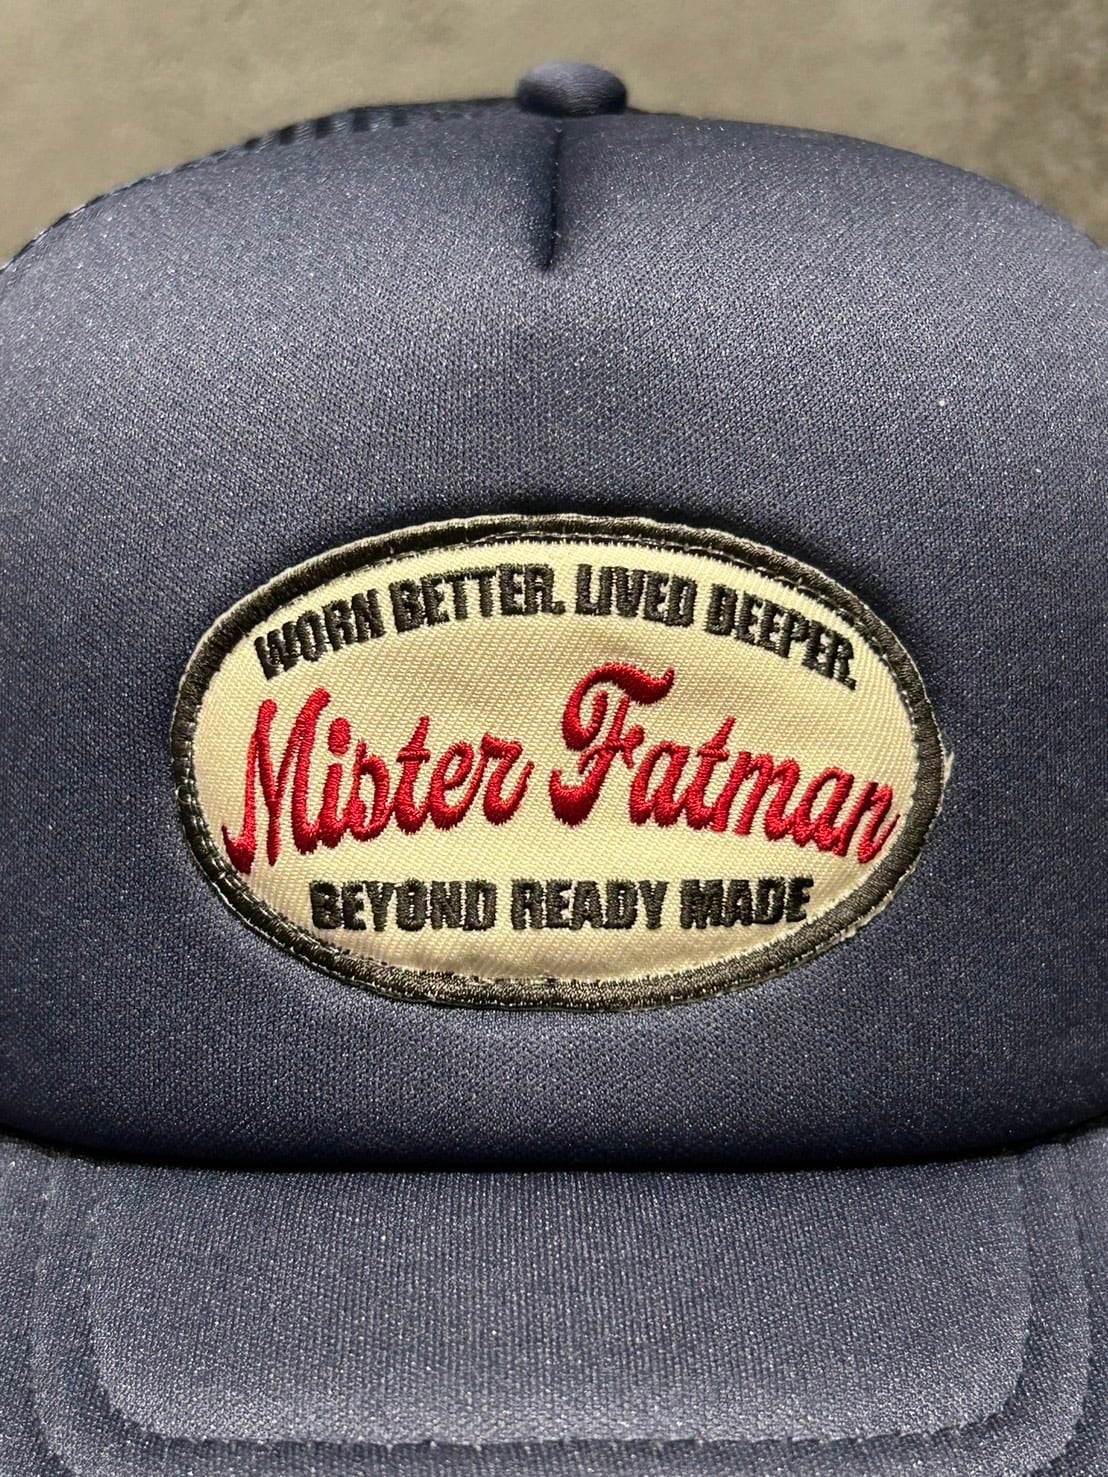 WORN BETTER. LIVED DEEPER.
Mister Fatman
BEYOND READY MADE